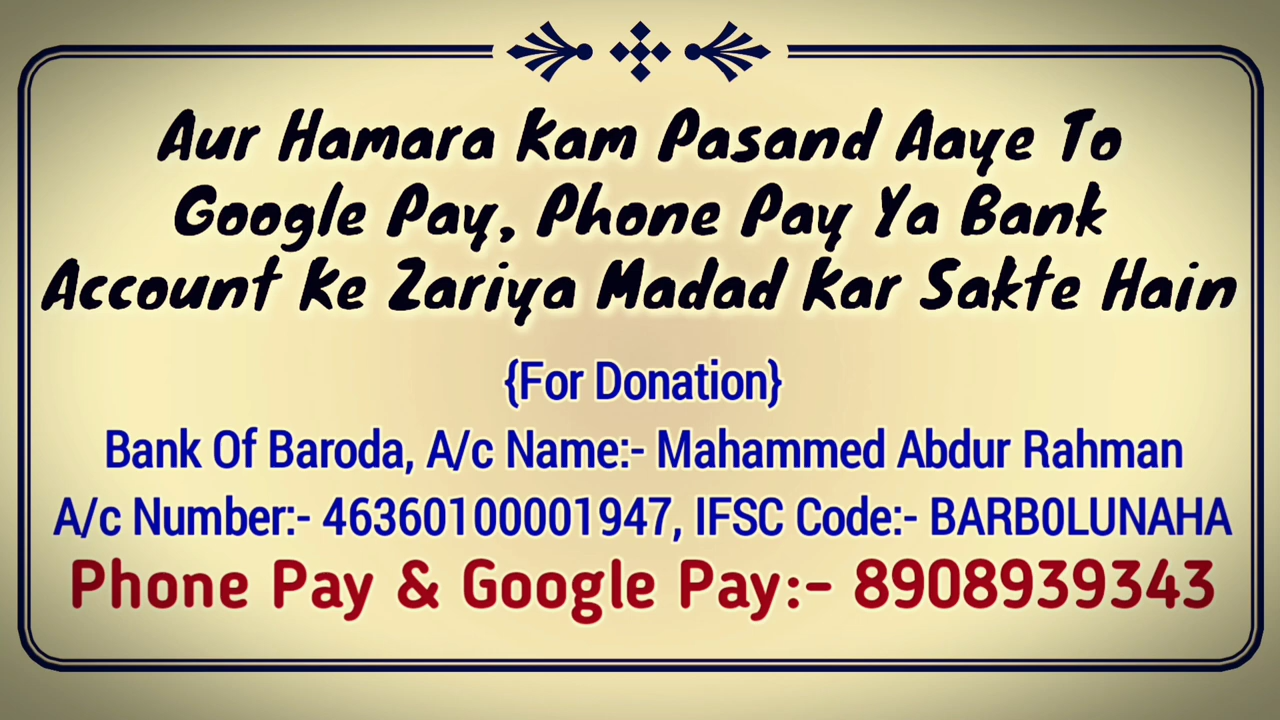 Aur Hamara Kam Pasand Aaye To
Google Pay, Phone Pay Ya Bank
Account Ke Zariya Madad Kar Sakte Hain
{For Donation}
Bank Of Baroda, A/c Name:- Mahammed Abdur Rahman
A/c Number:- 46360100001947, IFSC Code:- BARB0LUNAHA
Phone Pay & Google Pay:- 8908939343